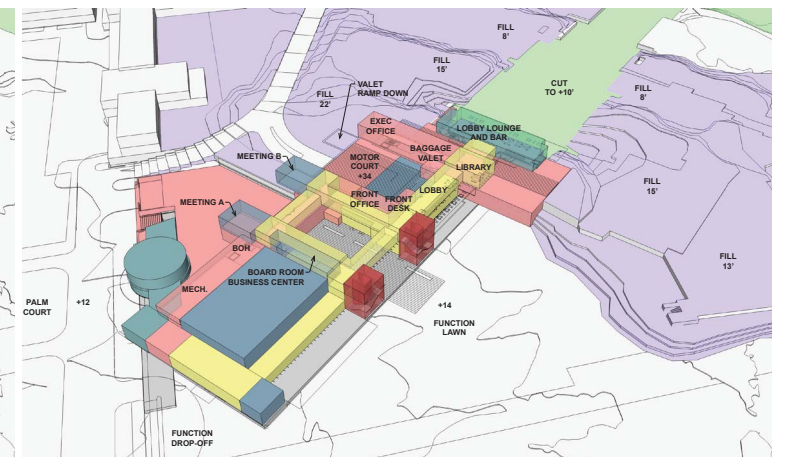 FILL
8'
FILL
15'
CUT
TO +10'
FILL
8'
VALET
RAMP DOWN
FILL
22'
EXEC
OFFICE
LOBBY LOUNGE
AND BAR
BAGGAGE
VALET
MEETING B
MOTOR
COURT
+34
LIBRARY
FILL
15'
LOBBY
FRONT
OFFICE
FRONT
DESK
MEETING A
BOH
FILL
13'
BOARD ROOM
BUSINESS CENTER
MECH.
PALM
COURT
+12
+14
FUNCTION
LAWN
FUNCTION
DROP-OFF